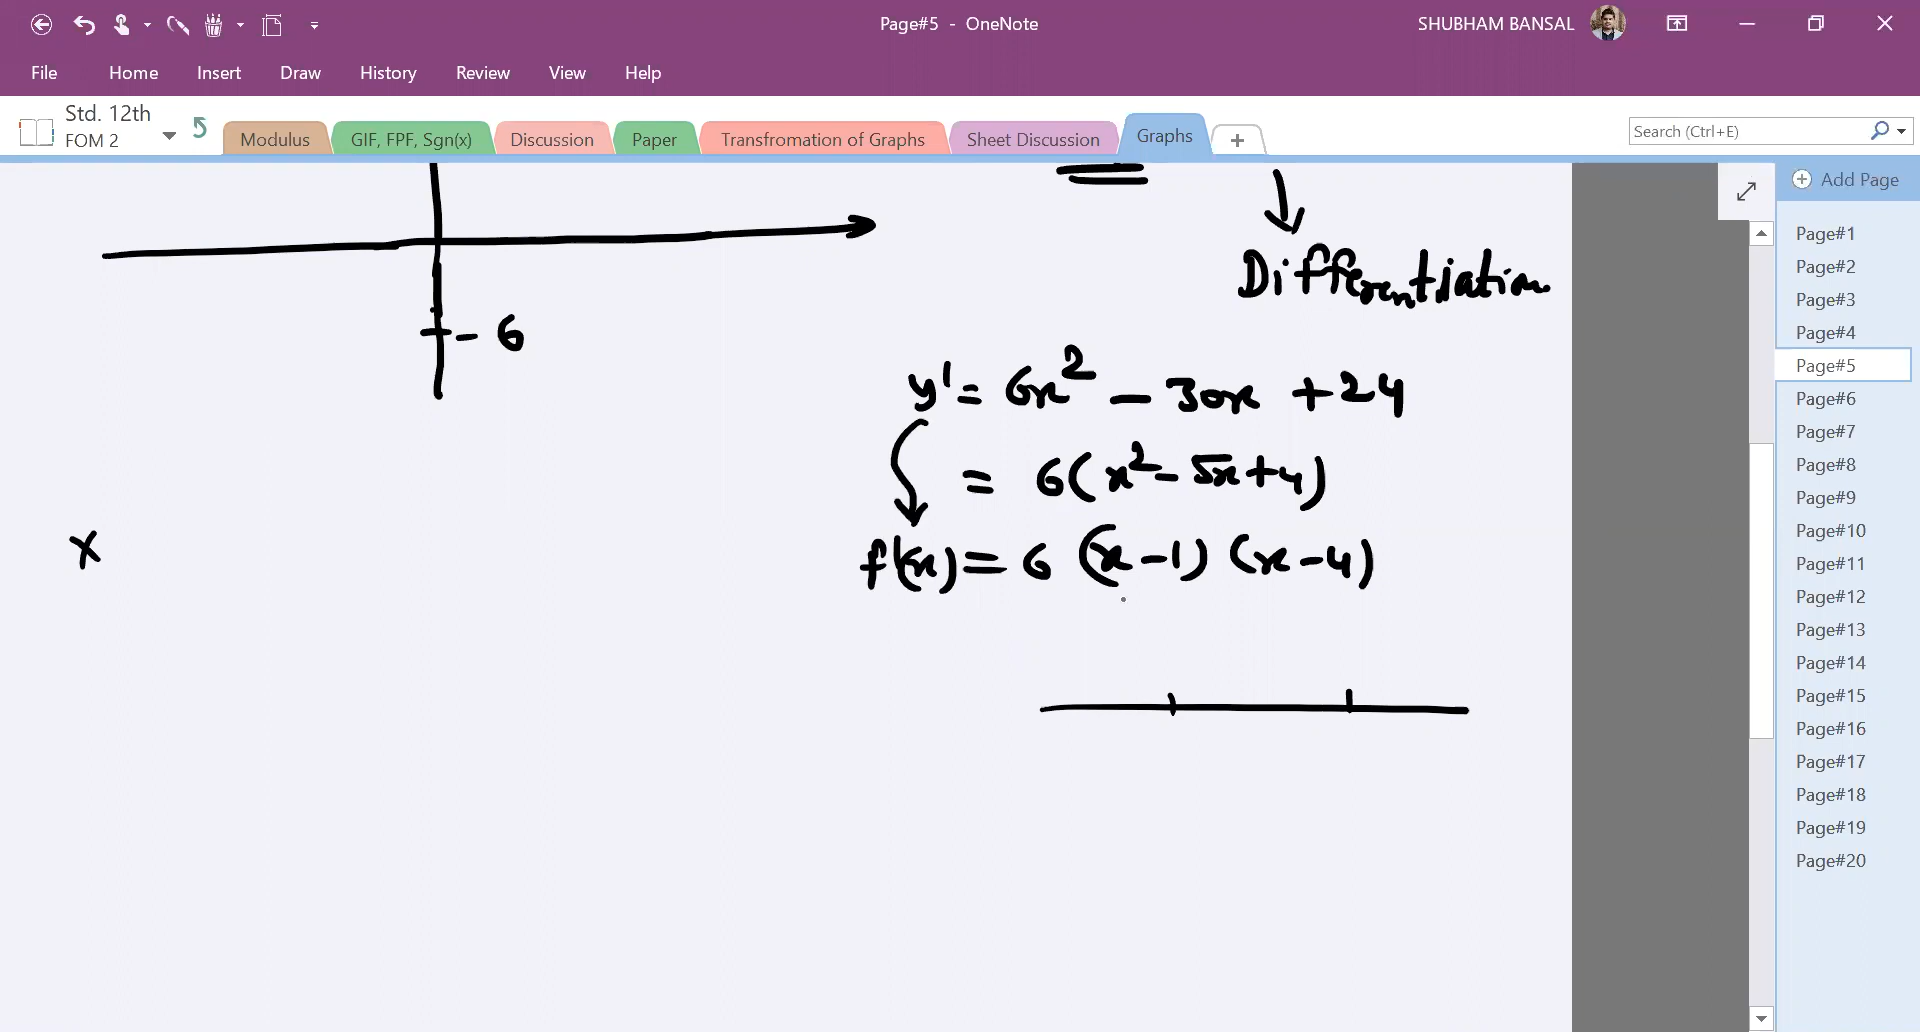 Page#5 - OneNote
SHUBHAM BANSAL
File Home Insert Draw History Review View Help
Std. 12th
FOM 2
Modulus
GIF, FPF, Sgn(x)
Discussion
Paper
Transfromation of Graphs
Sheet Discussion
Graphs
+
Search (Ctrl+E)
Add Page
Page#1
Page#2
Page#3
Page#4
Page#5
Page#6
Page#7
Page#8
Page#9
Page#10
Page#11
Page#12
Page#13
Page#14
Page#15
Page#16
Page#17
Page#18
Page#19
Page#20
- 6
x
Differentiation
y' = 6x² - 30x + 24
= 6(x² - 5x + 4)
f'(x) = 6 (x - 1) (x - 4)